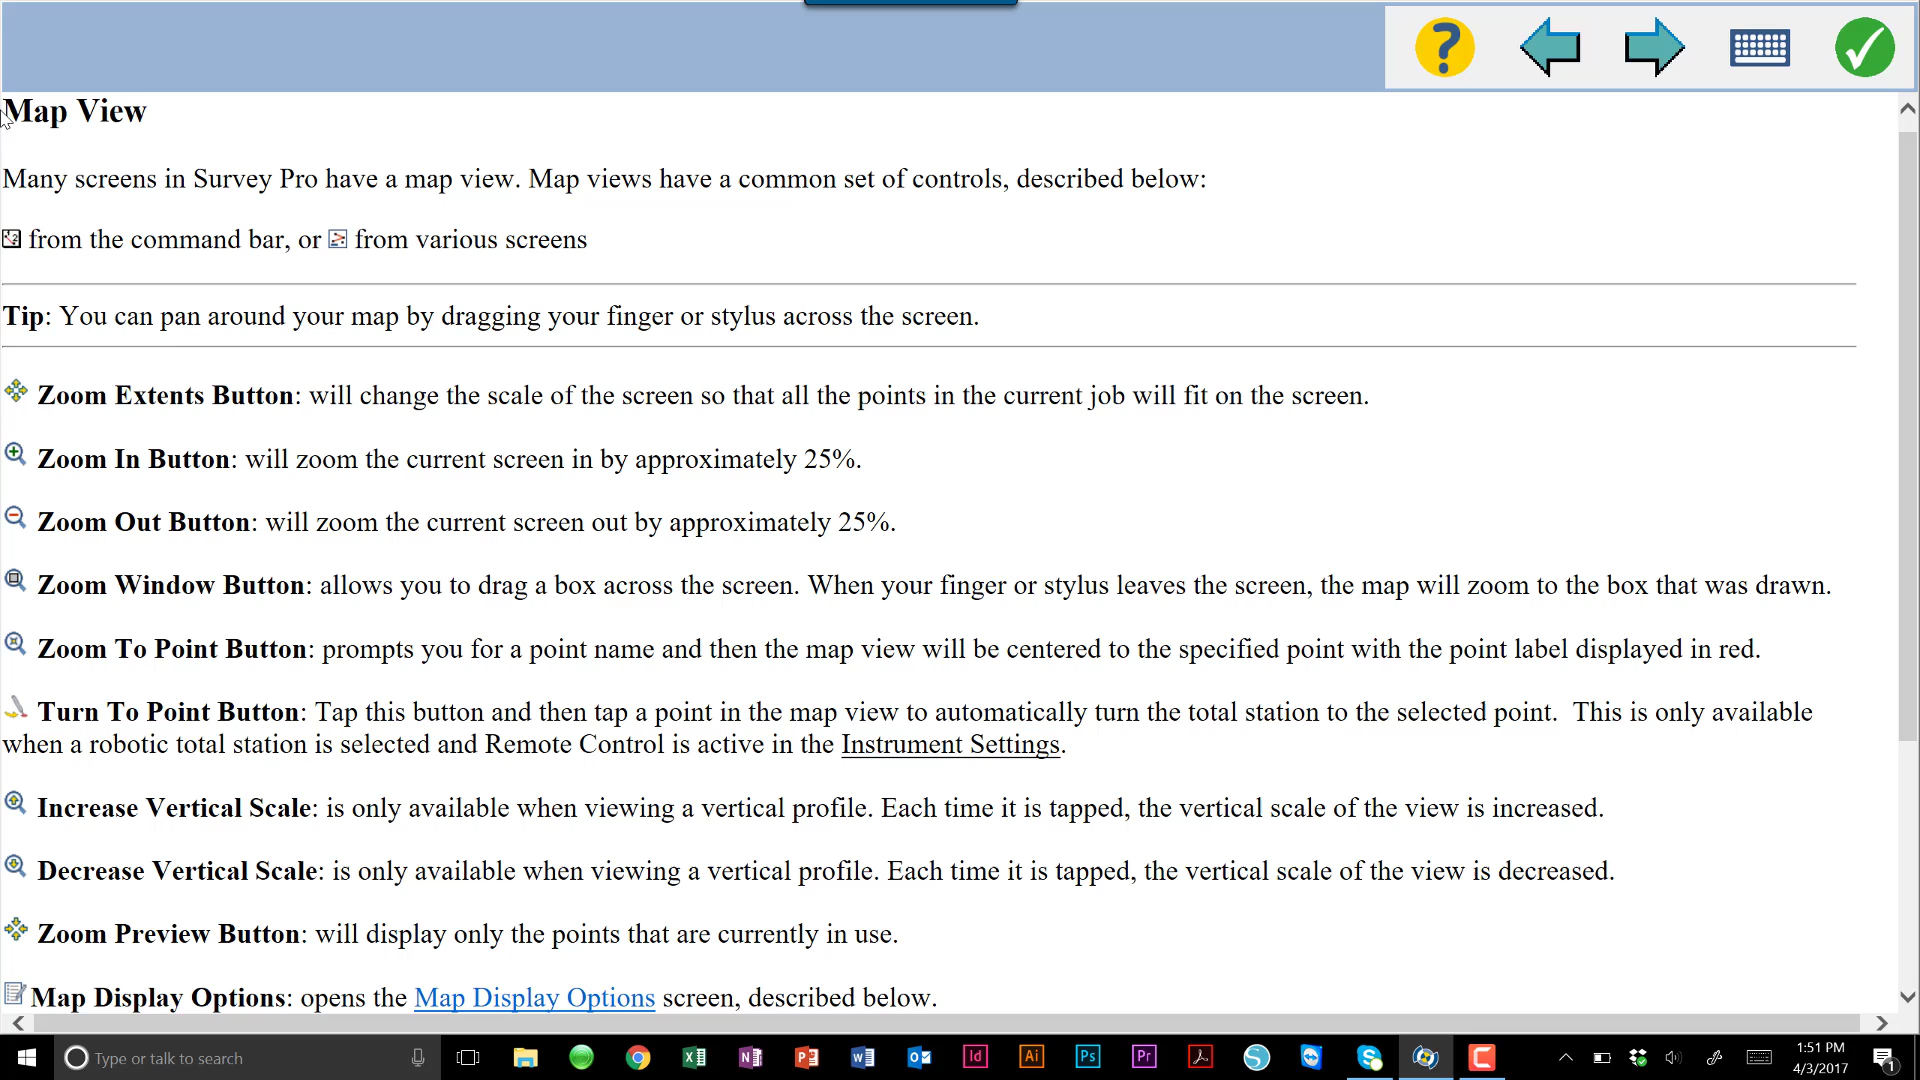 Map View
Many screens in Survey Pro have a map view. Map views have a common set of controls, described below:
from the command bar, or from various screens
Tip: You can pan around your map by dragging your finger or stylus across the screen.
Zoom Extents Button: will change the scale of the screen so that all the points in the current job will fit on the screen.
Zoom In Button: will zoom the current screen in by approximately 25%.
Zoom Out Button: will zoom the current screen out by approximately 25%.
Zoom Window Button: allows you to drag a box across the screen. When your finger or stylus leaves the screen, the map will zoom to the box that was drawn.
Zoom To Point Button: prompts you for a point name and then the map view will be centered to the specified point with the point label displayed in red.
Turn To Point Button: Tap this button and then tap a point in the map view to automatically turn the total station to the selected point.  This is only available
when a robotic total station is selected and Remote Control is active in the Instrument Settings.
Increase Vertical Scale: is only available when viewing a vertical profile. Each time it is tapped, the vertical scale of the view is increased.
Decrease Vertical Scale: is only available when viewing a vertical profile. Each time it is tapped, the vertical scale of the view is decreased.
Zoom Preview Button: will display only the points that are currently in use.
Map Display Options: opens the Map Display Options screen, described below.
Type or talk to search
Id
Ai
Ps
Pr
1:51 PM
4/3/2017
1